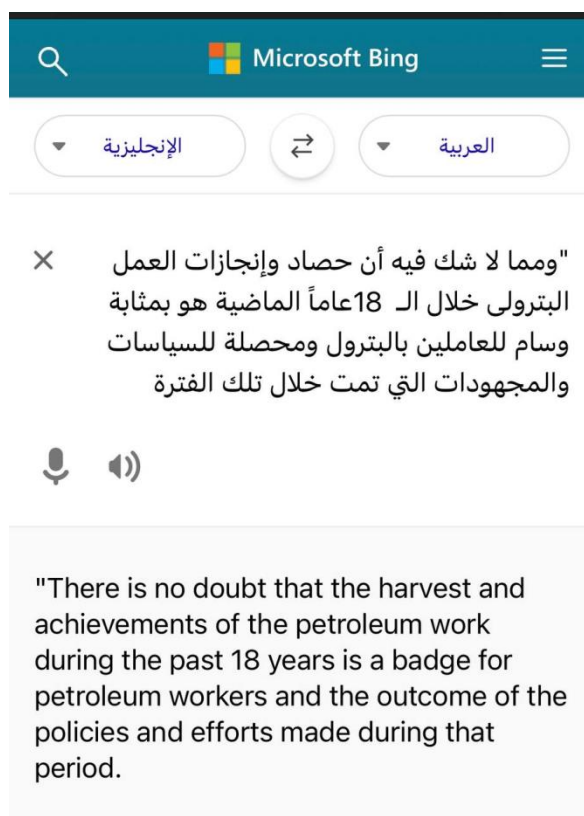 Microsoft Bing
العربية
الإنجليزية
"ومما لا شك فيه أن حصاد وإنجازات العمل
البترولى خلال الـ 18عاماً الماضية هو بمثابة
وسام للعاملين بالبترول ومحصلة للسياسات
والمجهودات التي تمت خلال تلك الفترة
"There is no doubt that the harvest and
achievements of the petroleum work
during the past 18 years is a badge for
petroleum workers and the outcome of the
policies and efforts made during that
period.